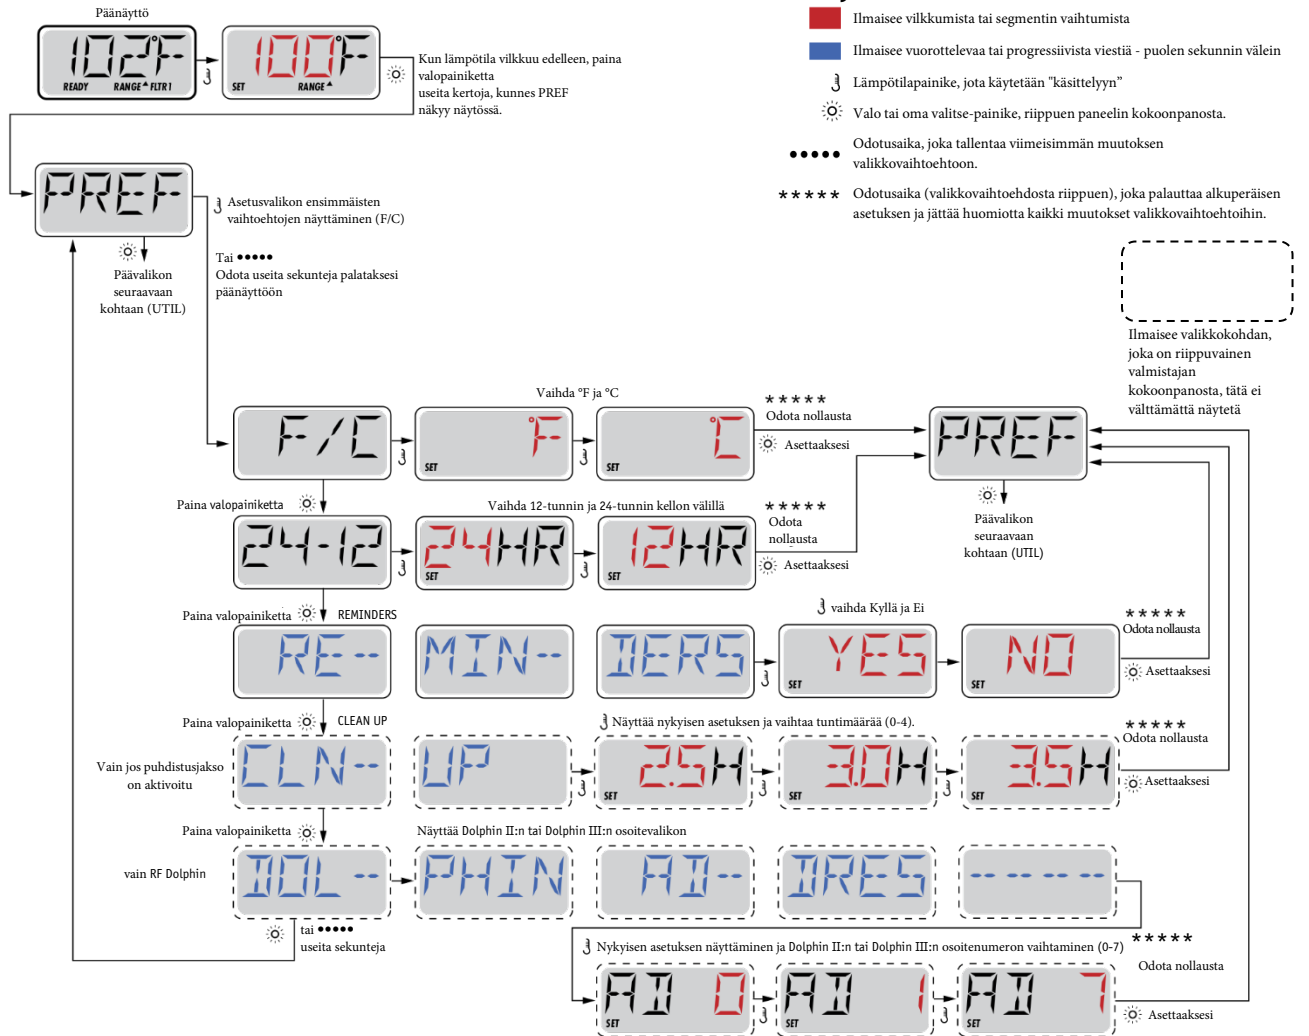 Päänäyttö
102°F
READY RANGE FLTR1
100°F
SET RANGE
Kun lämpötila vilkkuu edelleen, paina
valopainiketta
useita kertoja, kunnes PREF
näkyy näytössä.
Ilmaisee vilkkumista tai segmentin vaihtumista
Ilmaisee vuorottelevaa tai progressiivista viestiä - puolen sekunnin välein
Lämpötilapainike, jota käytetään "käsittelyn”
Valo tai oma valitse-painike, riippuen paneelin kokoonpanosta.
••••• Odotusaika, joka tallentaa viimeisimmän muutoksen
valikkovaihtoehtoon.
***** Odotusaika (valikkovaihtoehdosta riippuen), joka palauttaa alkuperäisen
asetuksen ja jättää huomiotta kaikki muutokset valikkovaihtoehtoihin.
Ilmaisee valikkokohdan,
joka on riippuvainen
valmistajan
kokoonpanosta, tätä ei
välttämättä näytetä
PREF
Asetusvalikon ensimmäisten
vaihtoehtojen näyttäminen (F/C)
Päävalikon
seuraavaan
kohtaan (UTIL)
Tai •••••
Odota useita sekunteja palataksesi
päänäyttöön
Vaihda °F ja °C
F/C
°F
SET
°C
SET
*****
Odota nollausta
Asettaaksesi
PREF
Päävalikon
seuraavaan
kohtaan (UTIL)
Paina valopainiketta
Vaihda 12-tunnin ja 24-tunnin kellon välillä
24-12
24HR
SET
12HR
SET
*****
Odota
nollausta
Asettaaksesi
Paina valopainiketta
REMINDERS
vaihda Kyllä ja Ei
RE--
MIN--
DERS
YES
SET
NO
SET
*****
Odota nollausta
Asettaaksesi
Paina valopainiketta
CLEAN UP
Näyttää nykyisen asetuksen ja vaihtaa tuntimäärää (0-4).
Vain jos puhdistusjakso
on aktivoitu
CLN--
UP
2.5H
SET
3.0H
SET
3.5H
SET
*****
Odota nollausta
Asettaaksesi
Paina valopainiketta
Näyttää Dolphin II:n tai Dolphin III:n osoitevalikon
vain RF Dolphin
DOL--
PHIN
AD--
DRES
-- -- -- --
tai •••••
useita sekunteja
Nykyisen asetuksen näyttäminen ja Dolphin II:n tai Dolphin III:n osoitenumeron vaihtaminen (0-7)
AD 0
SET
AD 1
SET
AD 7
SET
*****
Odota nollausta
Asettaaksesi